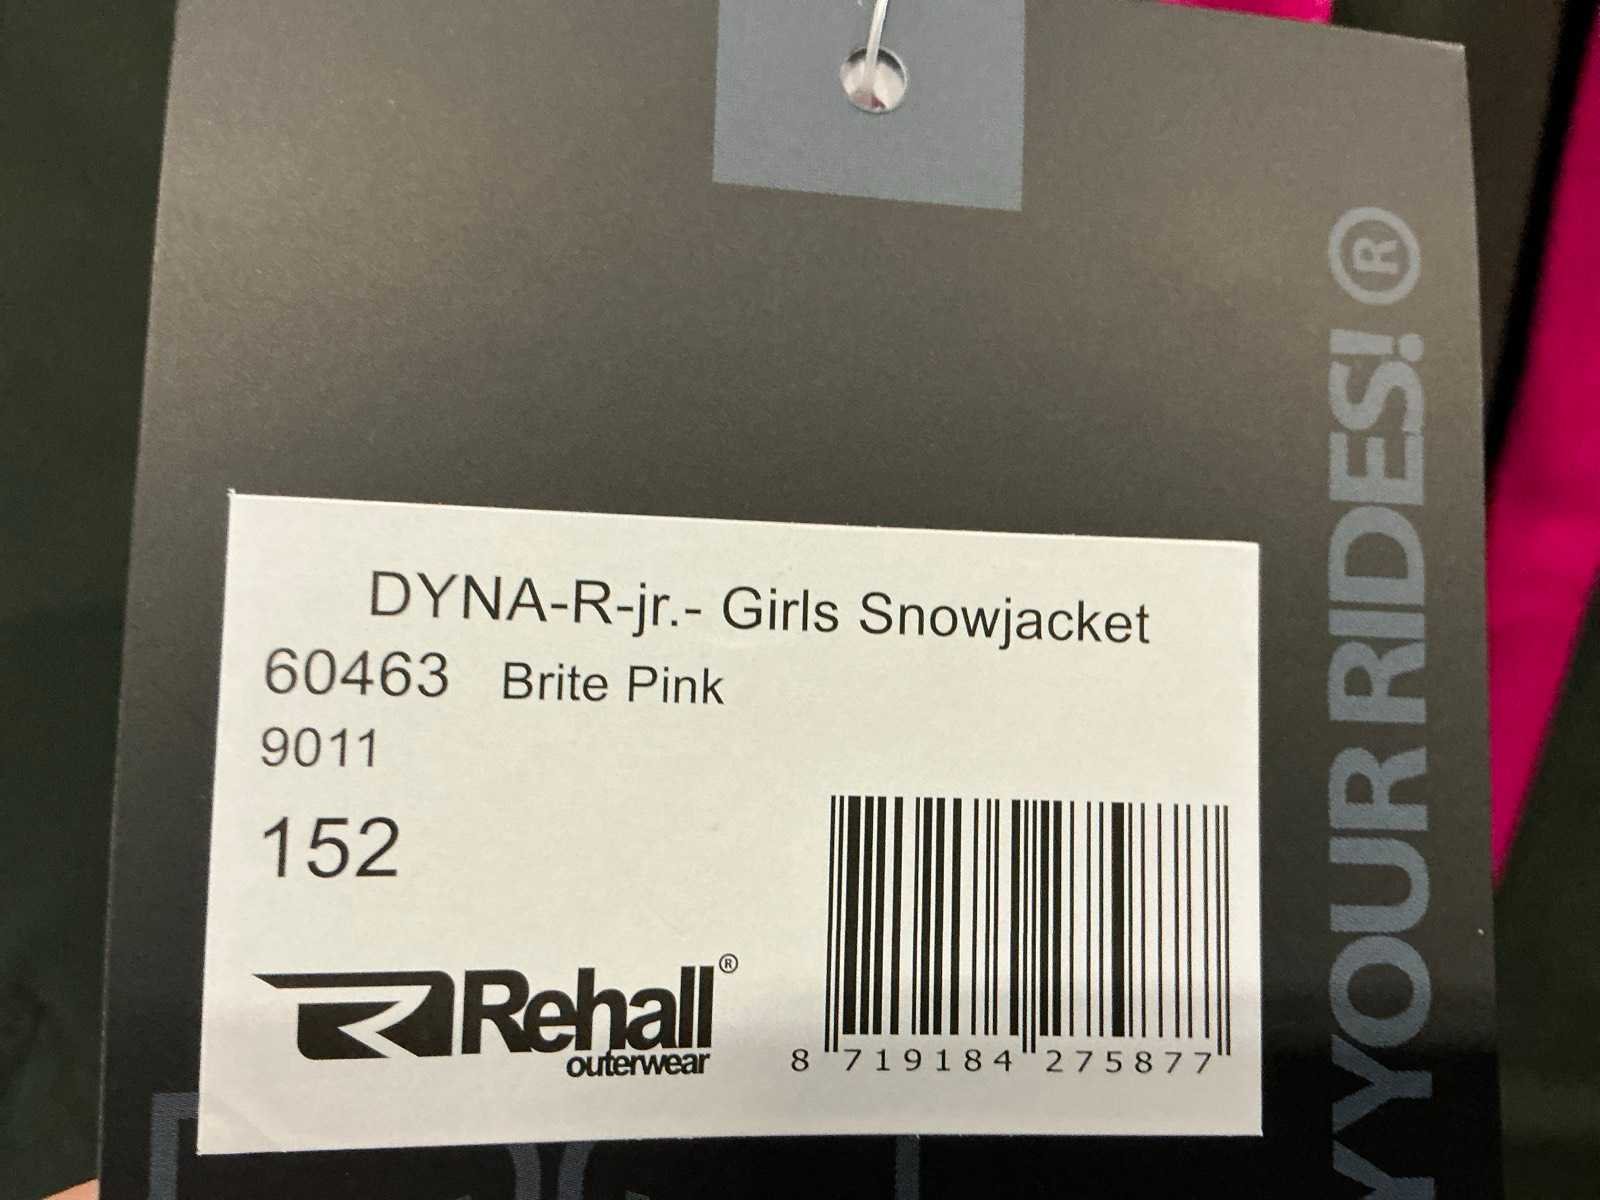 DYNA-R-jr.- Girls Snowjacket
60463 Brite Pink
9011
152
Rehall®
outerwear
8 719184 275877
YOUR RIDES!®